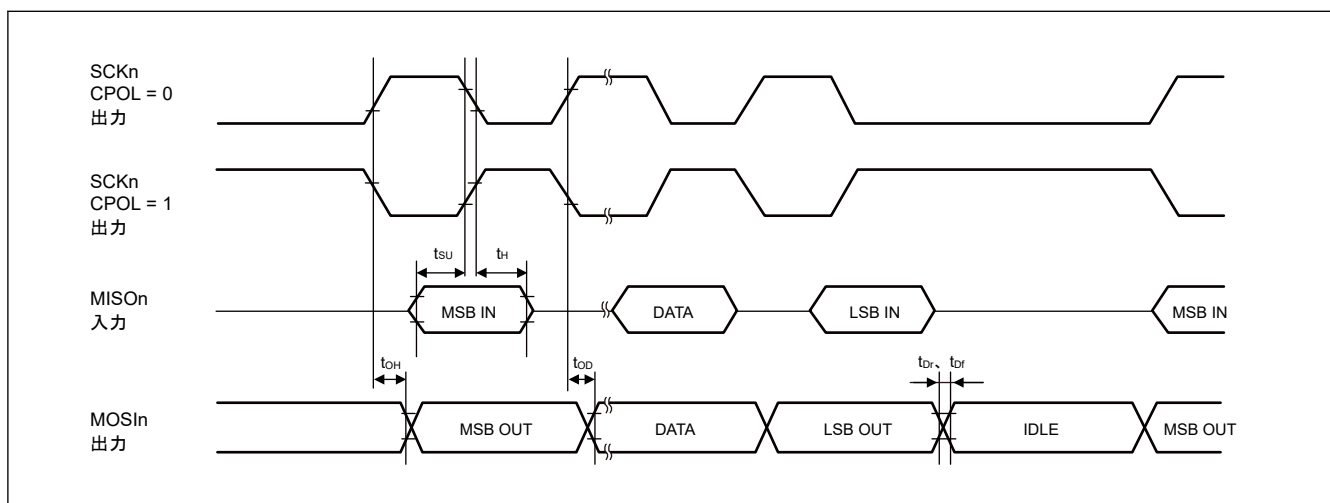 SCKn
CPOL = 0
出力
SCKn
CPOL = 1
出力
tSU
tH
MISOn
入力
MSB IN
DATA
LSB IN
MSB IN
tOH
tOD
tDr、tDf
MOSIn
出力
MSB OUT
DATA
LSB OUT
IDLE
MSB OUT